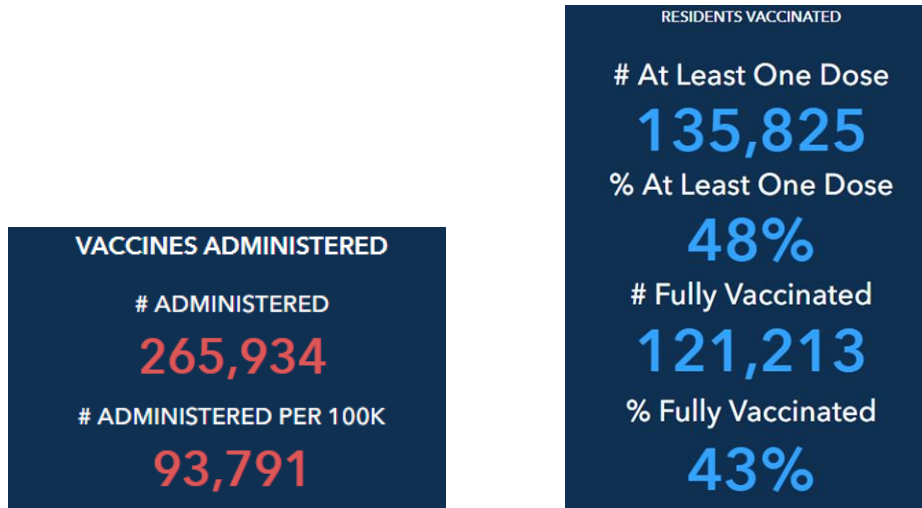 VACCINES ADMINISTERED
# ADMINISTERED
265,934
# ADMINISTERED PER 100K
93,791
RESIDENTS VACCINATED
# At Least One Dose
135,825
% At Least One Dose
48%
# Fully Vaccinated
121,213
% Fully Vaccinated
43%